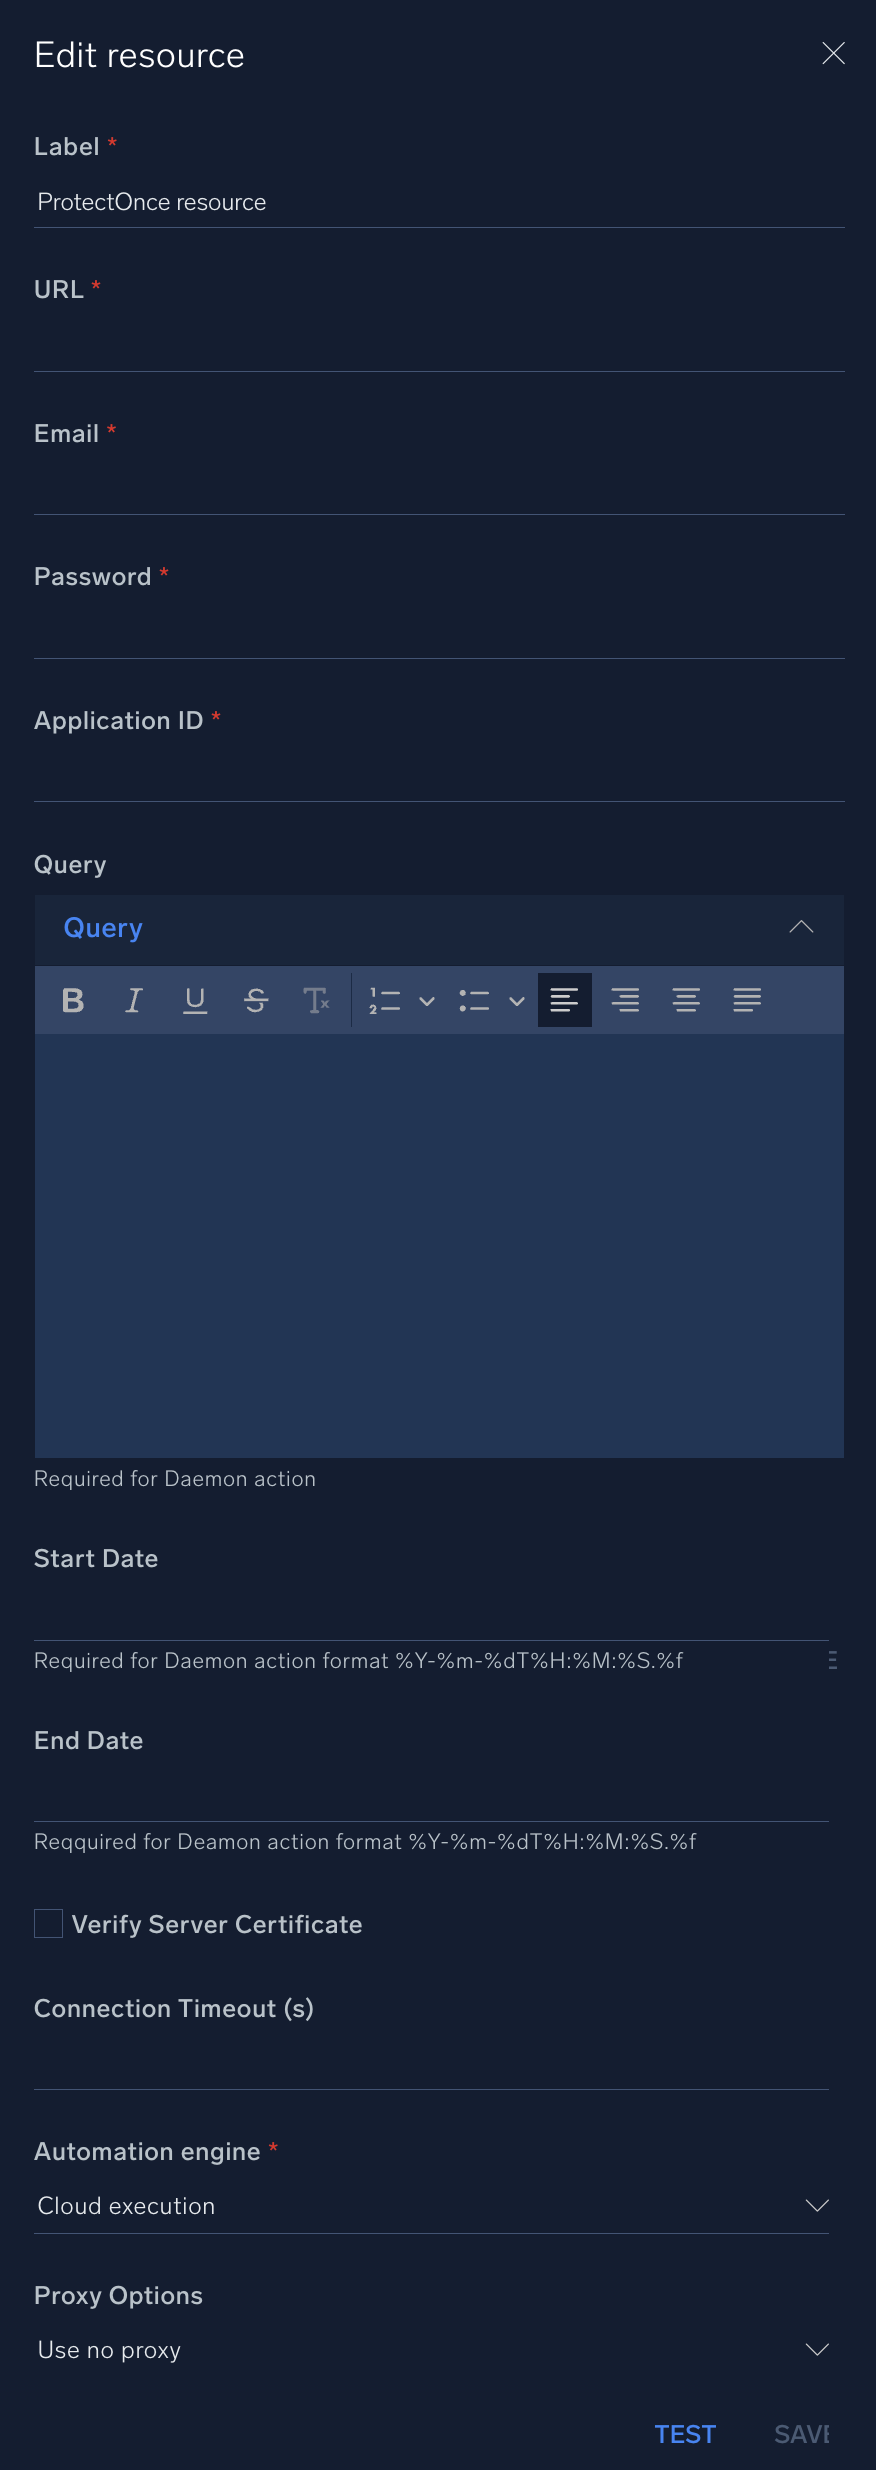 Edit resource
Label *
ProtectOnce resource
URL *
Email *
Password *
Application ID *
Query
Query
B I U S Tx
Required for Daemon action
Start Date
Required for Daemon action format %Y-%m-%dT%H:%M:%S.%f
End Date
Reqquired for Deamon action format %Y-%m-%dT%H:%M:%S.%f
Verify Server Certificate
Connection Timeout (s)
Automation engine *
Cloud execution
Proxy Options
Use no proxy
TEST SAVE